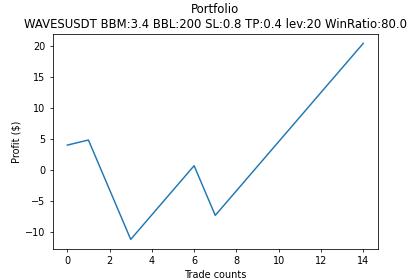 Portfolio
WAVESUSDT BBM:3.4 BBL:200 SL:0.8 TP:0.4 lev:20 WinRatio:80.0
20
15
10
5
0
−5
−10
Profit ($)
0 2 4 6 8 10 12 14
Trade counts